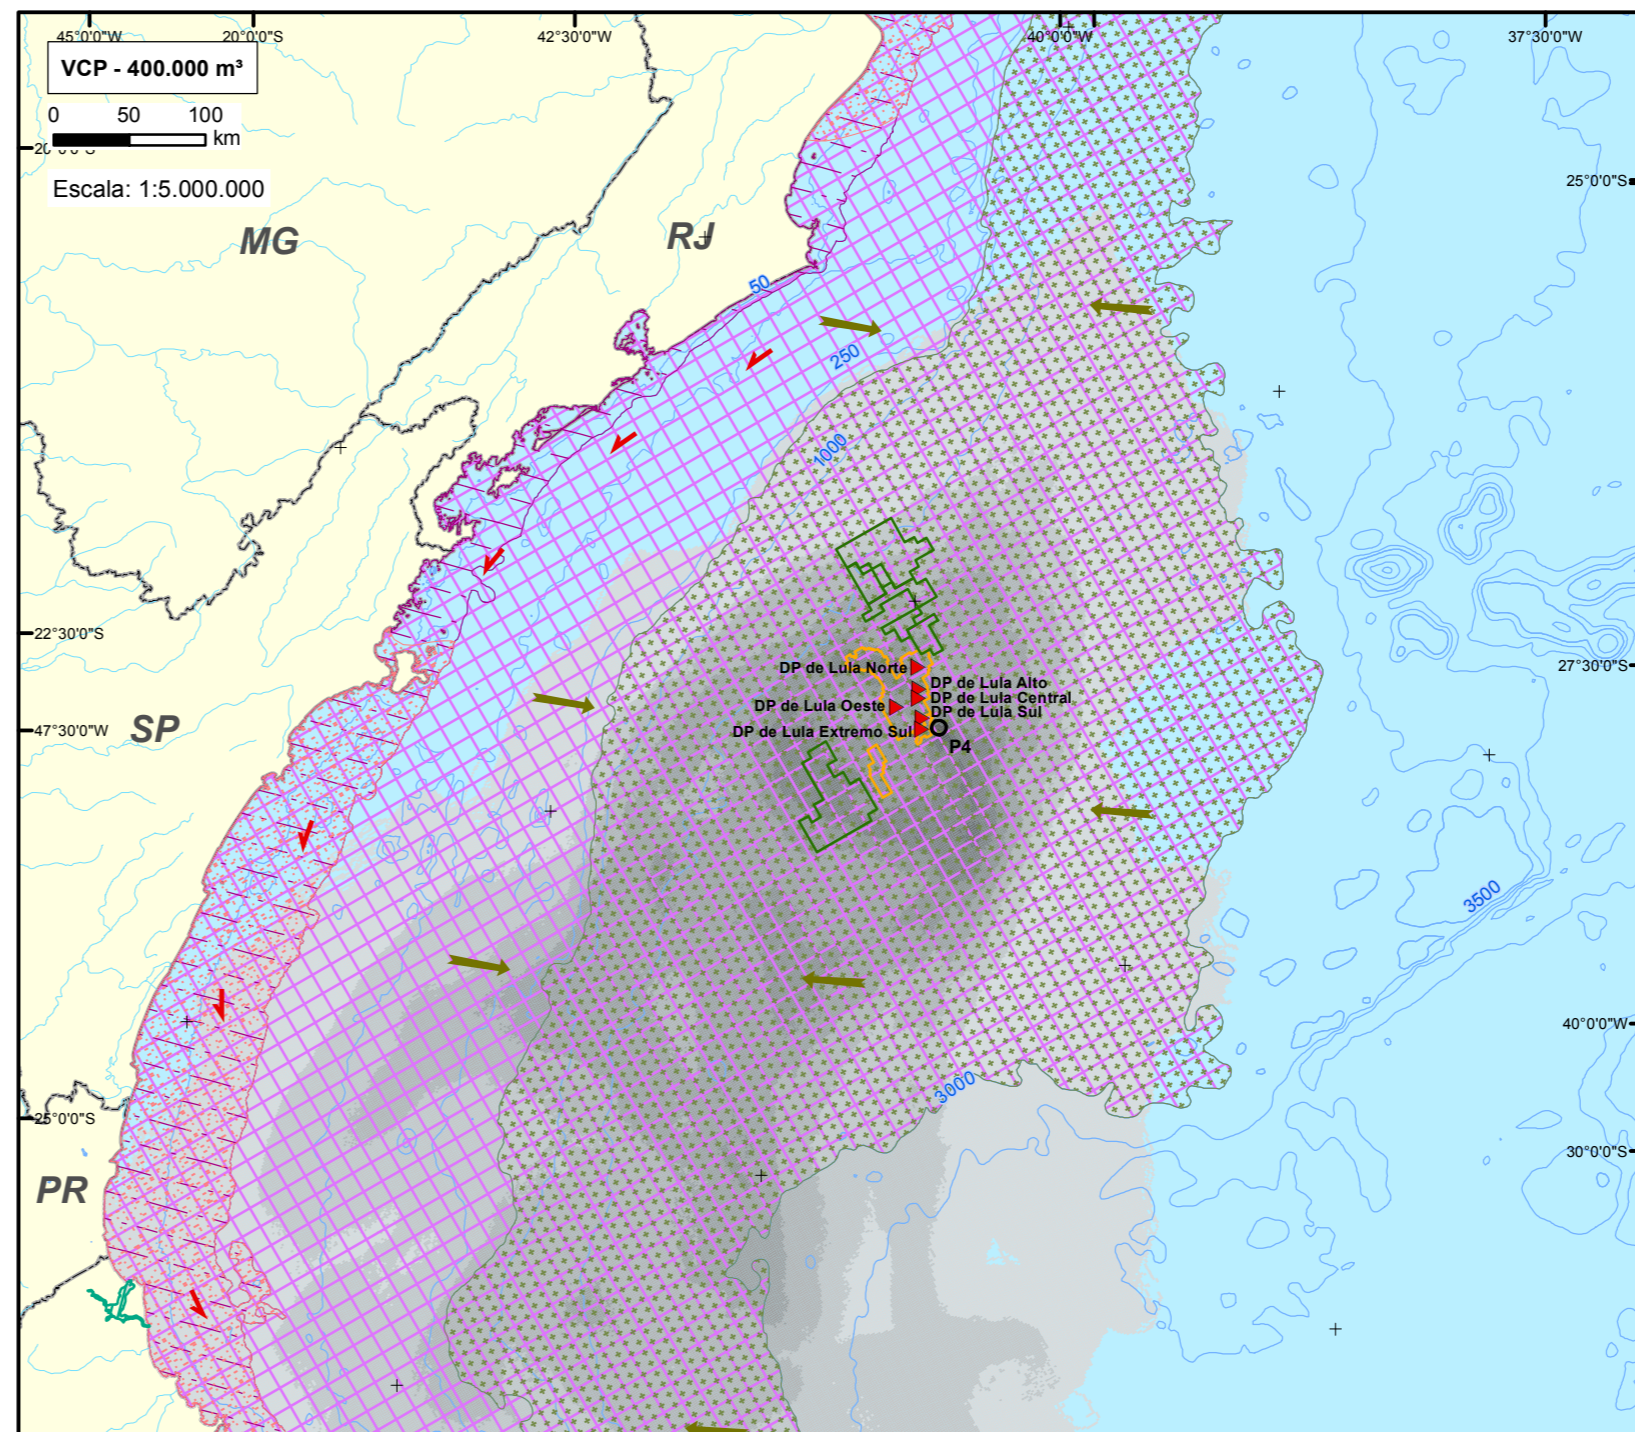 45°0'0"W
20°0'0"S
42°30'0"W
40°0'0"W
37°30'0"W
VCP - 400.000 m³
0 50 100
km
Escala: 1:5.000.000
25°0'0"S
MG
RJ
50
250
1000
22°30'0"S
27°30'0"S
DP de Lula Norte
DP de Lula Alto
DP de Lula Central
DP de Lula Oeste
DP de Lula Sul
DP de Lula Extremo Sul
P4
47°30'0"W
SP
3500
40°0'0"W
3000
25°0'0"S
30°0'0"S
PR